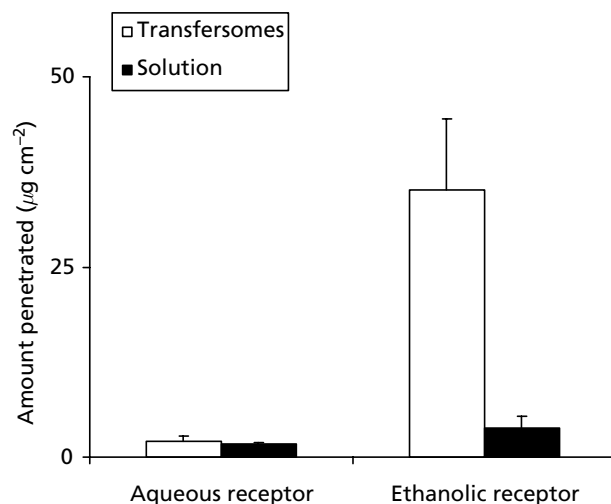 Transfersomes
Solution
50
25
0
Amount penetrated (μg cm⁻²)
Aqueous receptor
Ethanolic receptor